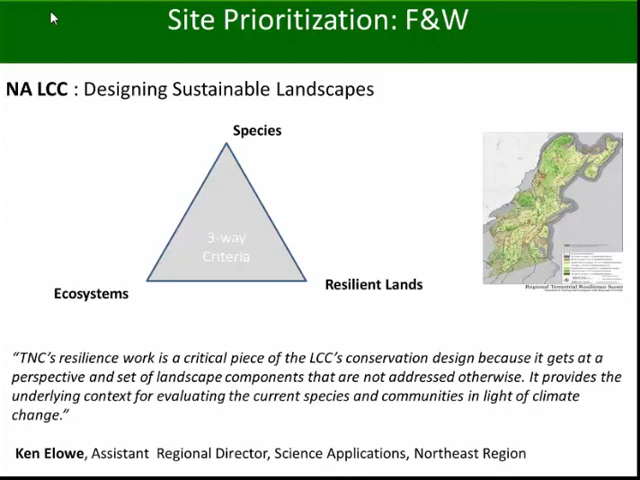 Site Prioritization: F&W
NA LCC : Designing Sustainable Landscapes
Species
3-way
Criteria
Ecosystems
Resilient Lands
Regional Terrestrial Resilience Score
“TNC’s resilience work is a critical piece of the LCC’s conservation design because it gets at a
perspective and set of landscape components that are not addressed otherwise. It provides the
underlying context for evaluating the current species and communities in light of climate
change.”
Ken Elowe, Assistant Regional Director, Science Applications, Northeast Region